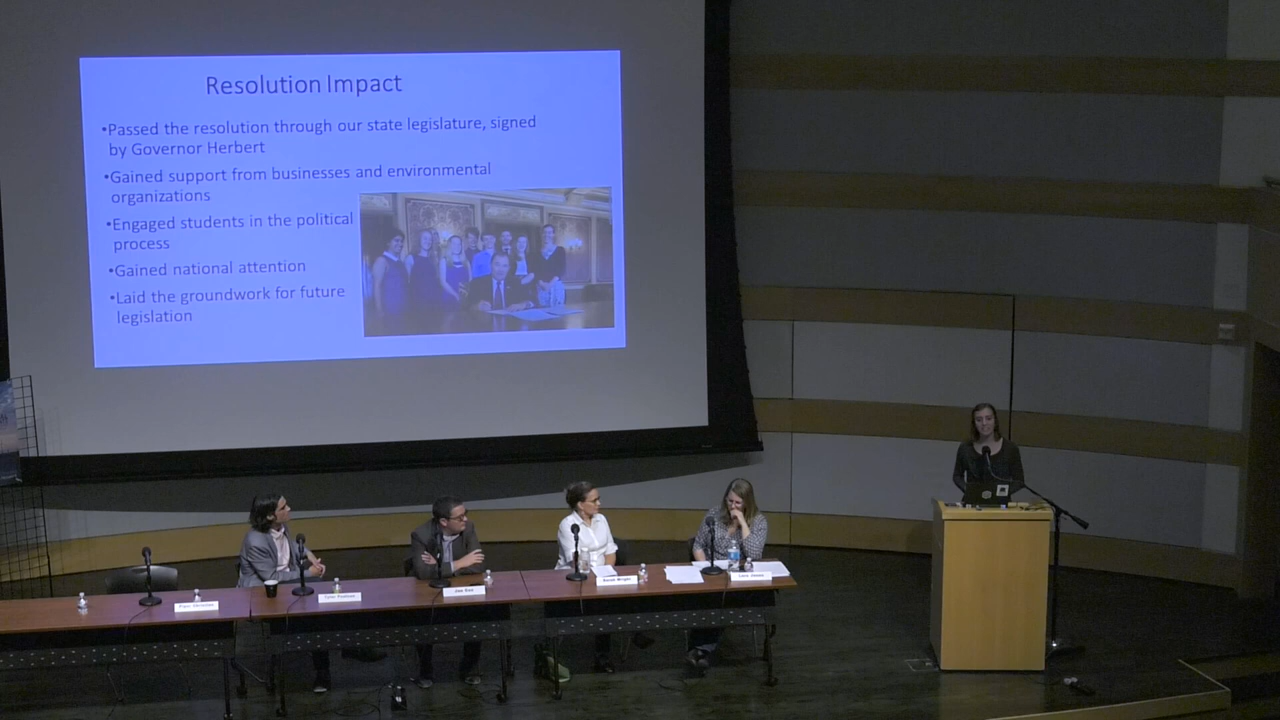 Resolution Impact
•Passed the resolution through our state legislature, signed
by Governor Herbert
•Gained support from businesses and environmental
organizations
•Engaged students in the political
process
•Gained national attention
•Laid the groundwork for future
legislation